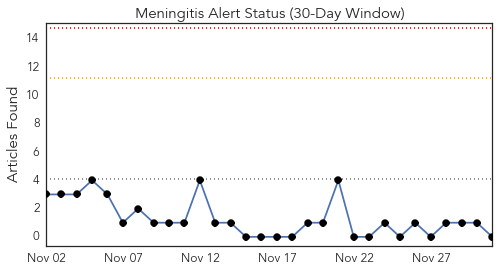 Meningitis Alert Status (30-Day Window)
14
12
10
8
6
4
2
0
Articles Found
Nov 02 Nov 07 Nov 12 Nov 17 Nov 22 Nov 27